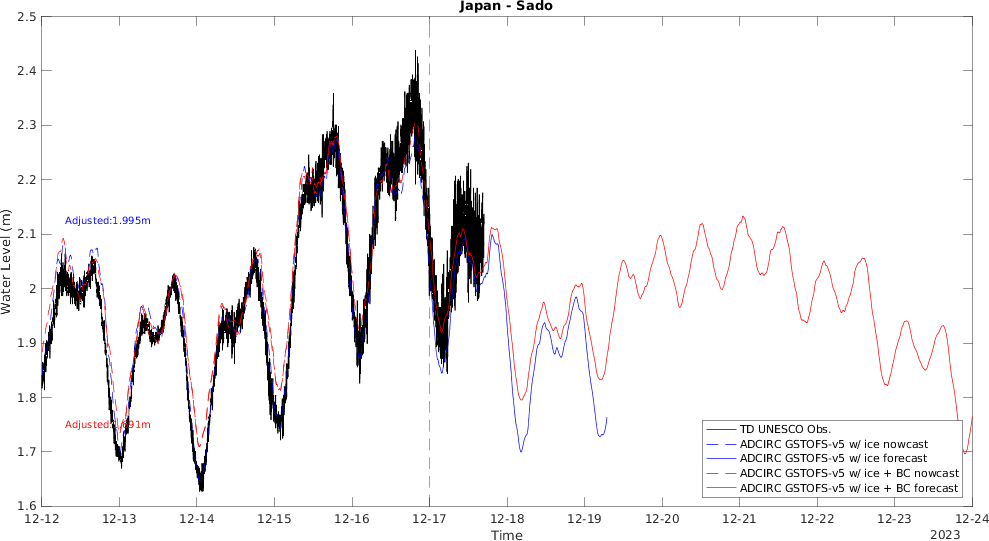 Japan - Sado
2.5
2.4
2.3
2.2
2.1
2
1.9
1.8
1.7
1.6
Water Level (m)
Adjusted:1.995m
TD UNESCO Obs.
ADCIRC GSTOFS-v5 w/ ice nowcast
ADCIRC GSTOFS-v5 w/ ice forecast
ADCIRC GSTOFS-v5 w/ ice + BC nowcast
ADCIRC GSTOFS-v5 w/ ice + BC forecast
12-12 12-13 12-14 12-15 12-16 12-17 12-18 12-19 12-20 12-21 12-22 12-23 12-24
Time
2023